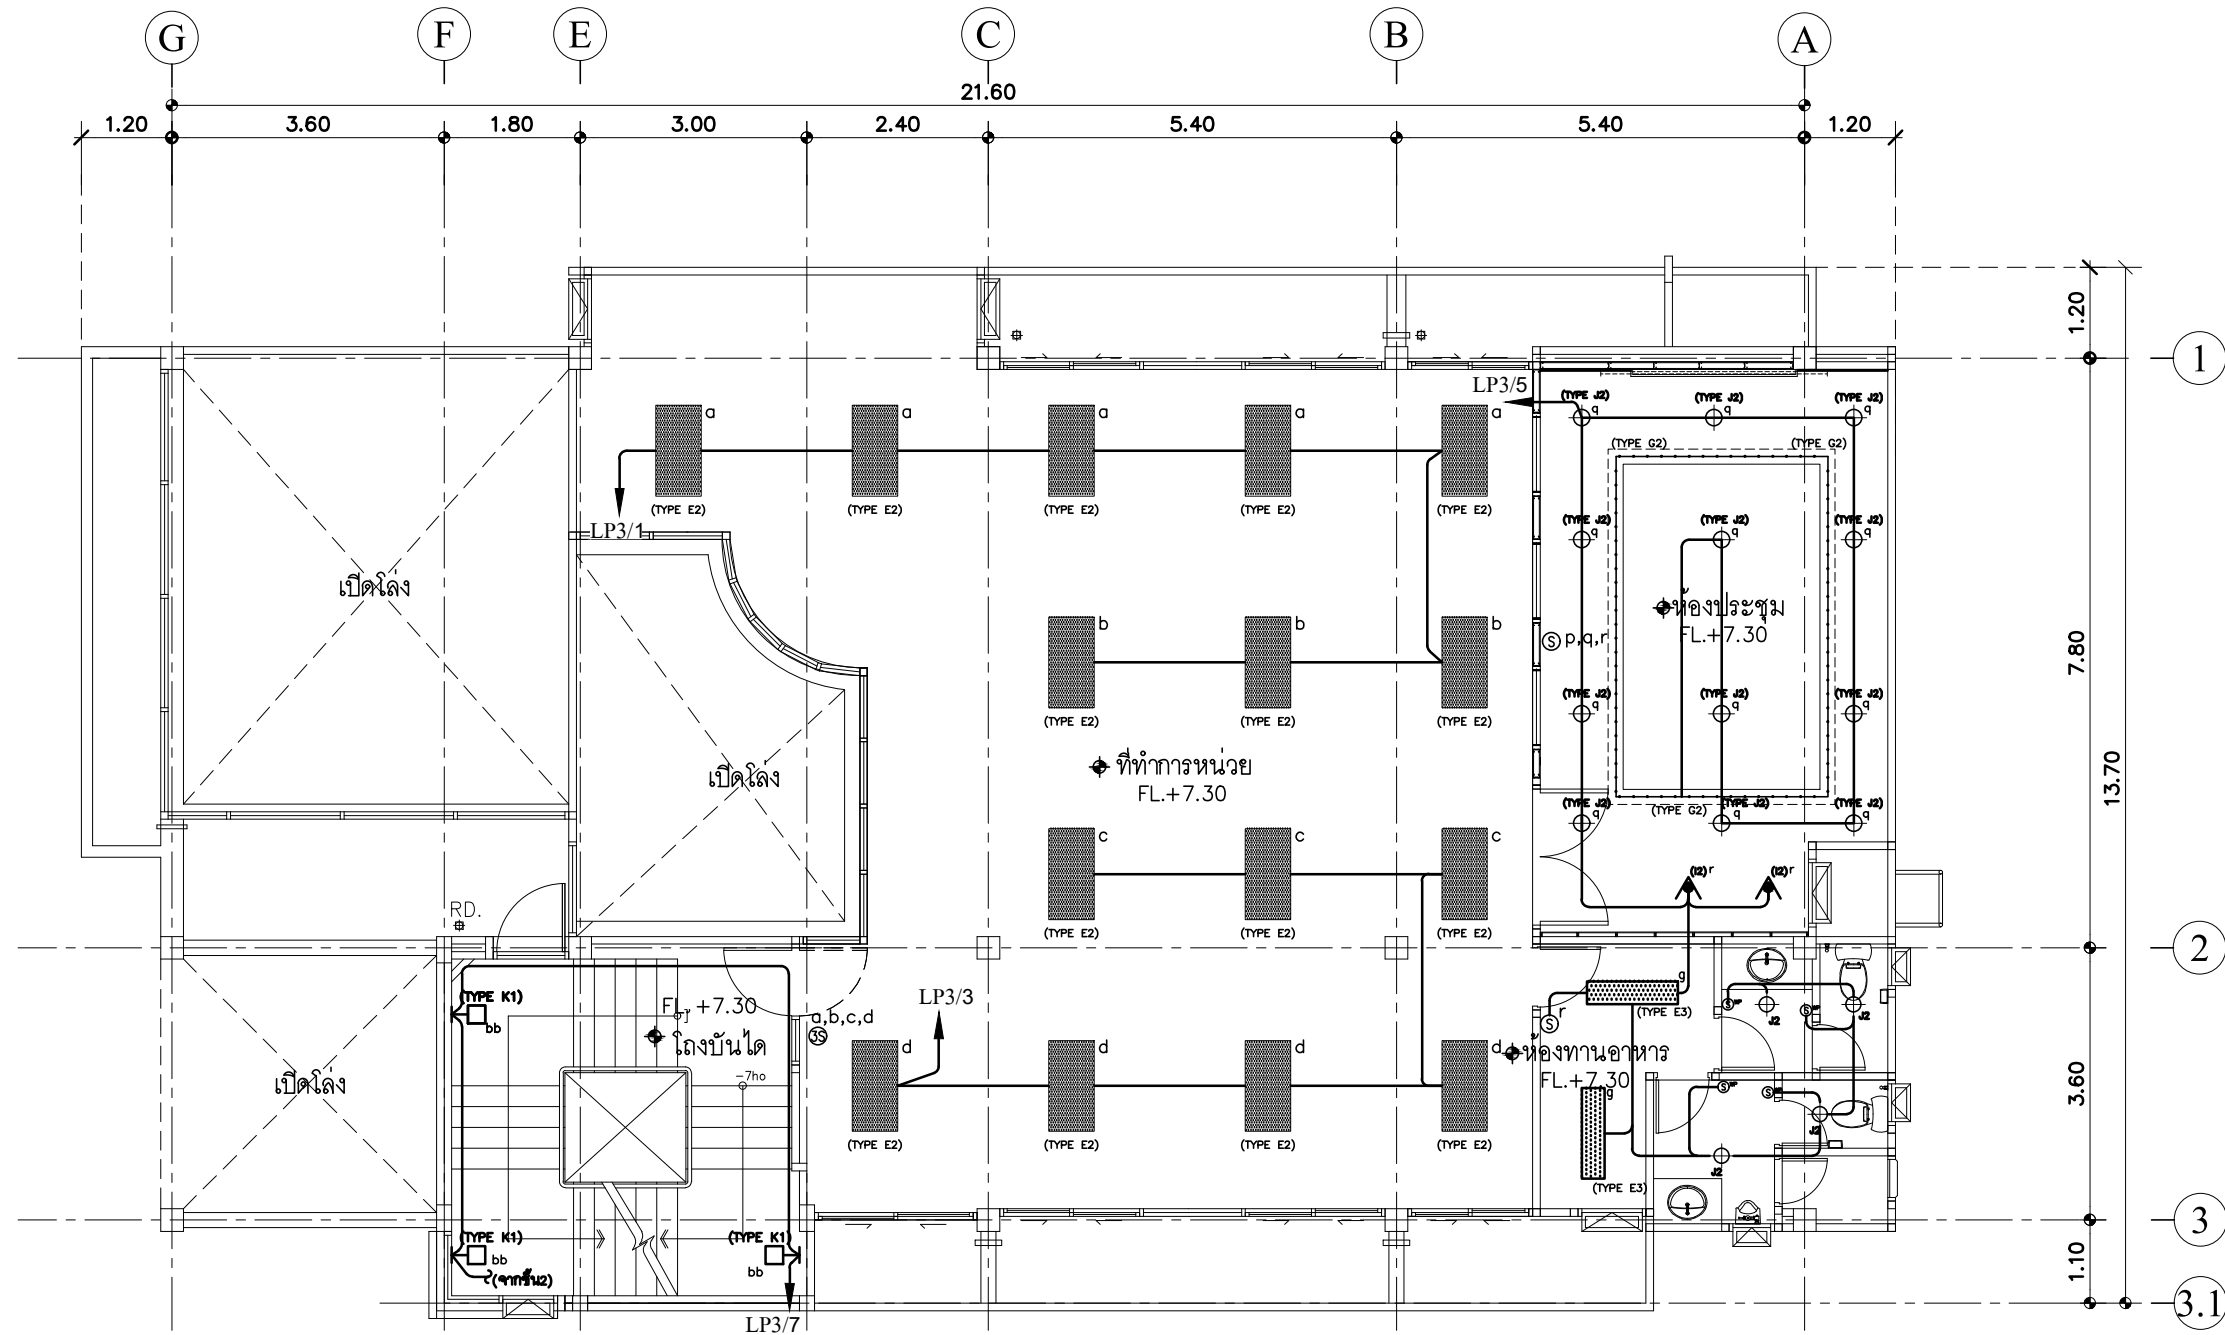 G F E C B A
21.60
1.20 3.60 1.80 3.00 2.40 5.40 5.40 1.20
1.20
1
LP3/5
(TYPE J2) (TYPE J2) (TYPE J2)
a a a a a q q q
(TYPE G2) (TYPE G2)
(TYPE E2) (TYPE E2) (TYPE E2) (TYPE E2) (TYPE E2)
LP3/1
(TYPE J2) (TYPE J2) (TYPE J2)
q q q
เปิดโล่ง
ห้องประชุม
FL.+7.30
b b b
S p,q,r
7.80
(TYPE J2) (TYPE J2) (TYPE J2)
q q q
(TYPE E2) (TYPE E2) (TYPE E2)
เปิดโล่ง
ที่ทำการหน่วย
FL.+7.30
13.70
(TYPE J2) (TYPE G2) (TYPE J2) (TYPE J2)
q q
c c c
(I2) r (I2) r
RD.
(TYPE E2) (TYPE E2) (TYPE E2)
2
(TYPE K1)
bb
FL. +7.30
โถงบันได
LP3/3
a,b,c,d
3S
g
(TYPE E3)
S r
S S
J2 J2
d d d d
ห้องทานอาหาร
FL.+7.30
เปิดโล่ง
-7ho
g
S S
3.60
J2
(TYPE E2) (TYPE E2) (TYPE E2) (TYPE E2)
J2
(TYPE E3)
3
(TYPE K1) (TYPE K1)
bb bb
(จากชั้น2)
1.10
3.1
LP3/7